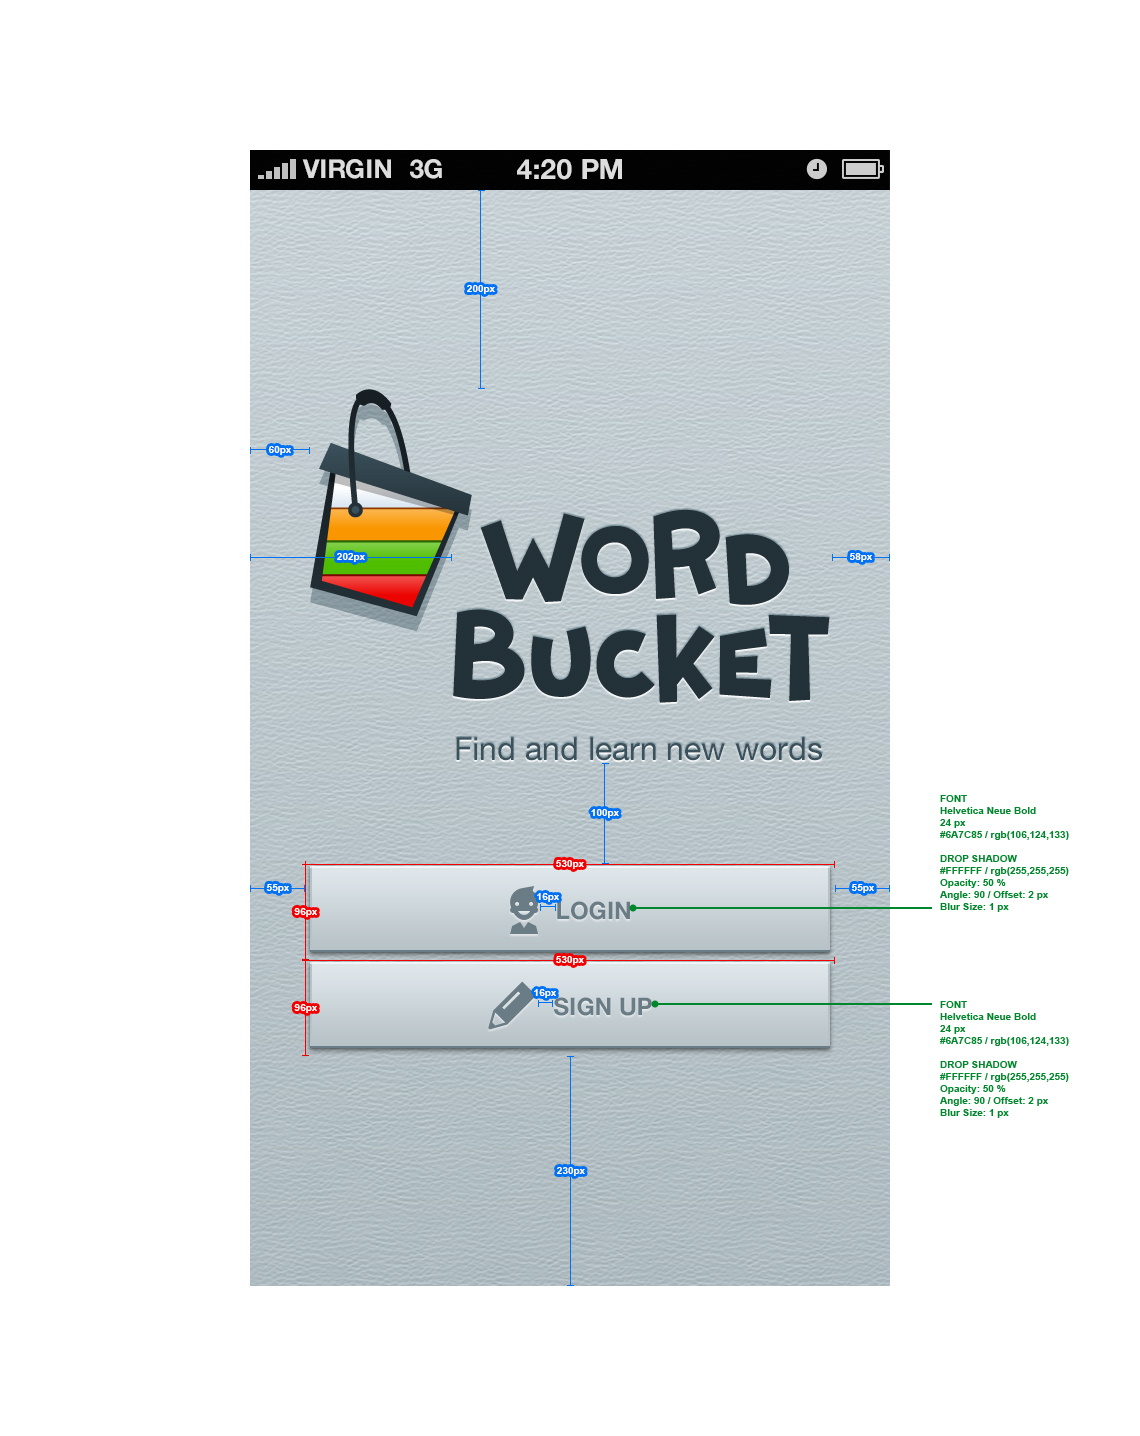 VIRGIN 3G 4:20 PM
200px
60px
202px
58px
WORD
BUCKET
Find and learn new words
100px
530px
55px
55px
96px
16px
LOGIN
530px
96px
16px
SIGN UP
230px
FONT
Helvetica Neue Bold
24 px
#6A7C85 / rgb(106,124,133)
DROP SHADOW
#FFFFFF / rgb(255,255,255)
Opacity: 50 %
Angle: 90 / Offset: 2 px
Blur Size: 1 px
FONT
Helvetica Neue Bold
24 px
#6A7C85 / rgb(106,124,133)
DROP SHADOW
#FFFFFF / rgb(255,255,255)
Opacity: 50 %
Angle: 90 / Offset: 2 px
Blur Size: 1 px